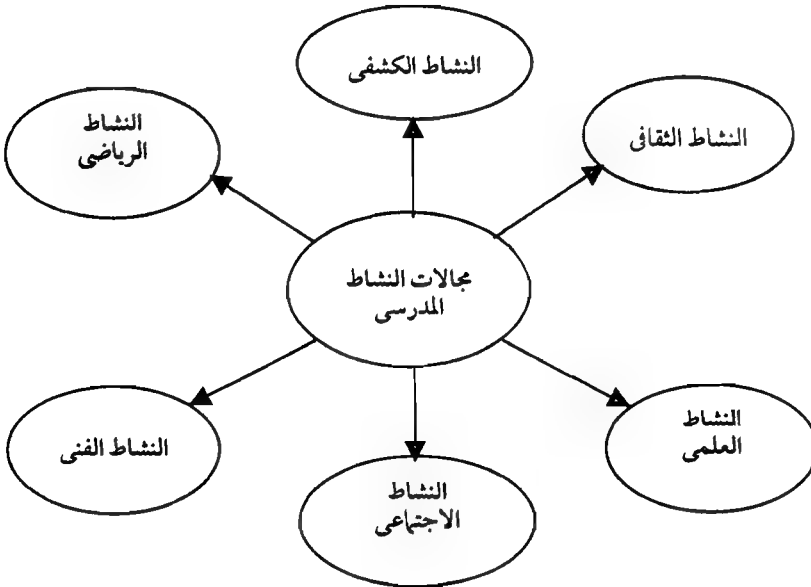 النشاط الكشفى
النشاط الثقافى
النشاط
الرياضى
مجالات النشاط
المدرسى
النشاط
العلمى
النشاط الفنى
النشاط
الاجتماعى